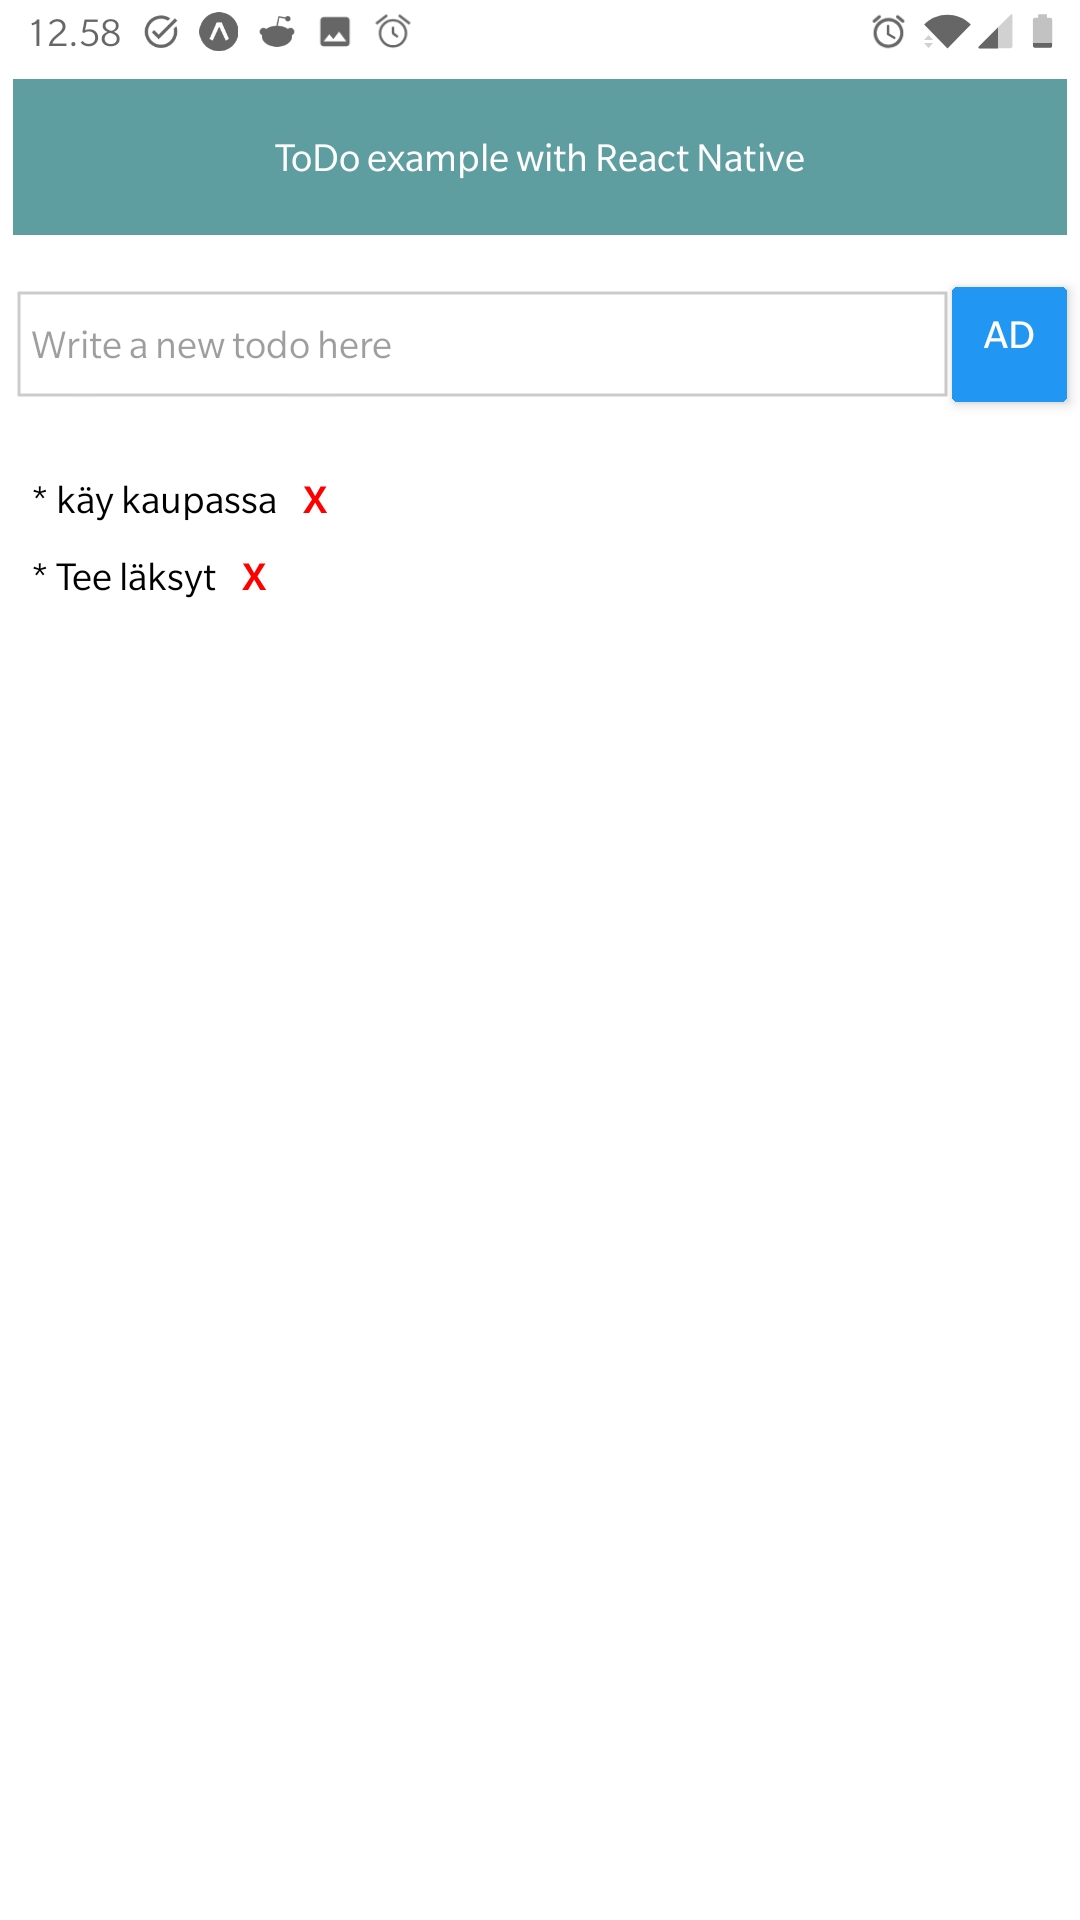 12.58
ToDo example with React Native
Write a new todo here
AD
* käy kaupassa X
* Tee läksyt X